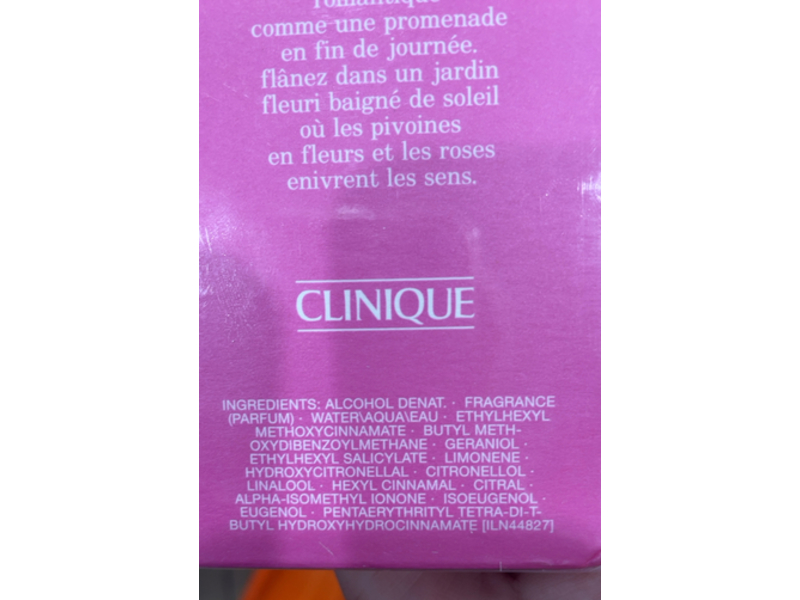 romantique
comme une promenade
en fin de journée.
flânez dans un jardin
fleuri baigné de soleil
où les pivoines
en fleurs et les roses
enivrent les sens.
CLINIQUE
INGREDIENTS: ALCOHOL DENAT. · FRAGRANCE
(PARFUM) · WATER\AQUA\EAU · ETHYLHEXYL
METHOXYCINNAMATE · BUTYL METH-
OXYDIBENZOYLMETHANE · GERANIOL ·
ETHYLHEXYL SALICYLATE · LIMONENE ·
HYDROXYCITRONELLAL · CITRONELLOL ·
LINALOOL · HEXYL CINNAMAL · CITRAL ·
ALPHA-ISOMETHYL IONONE · ISOEUGENOL ·
EUGENOL · PENTAERYTHRITYL TETRA-DI-T-
BUTYL HYDROXYHYDROCINNAMATE [ILN44827]